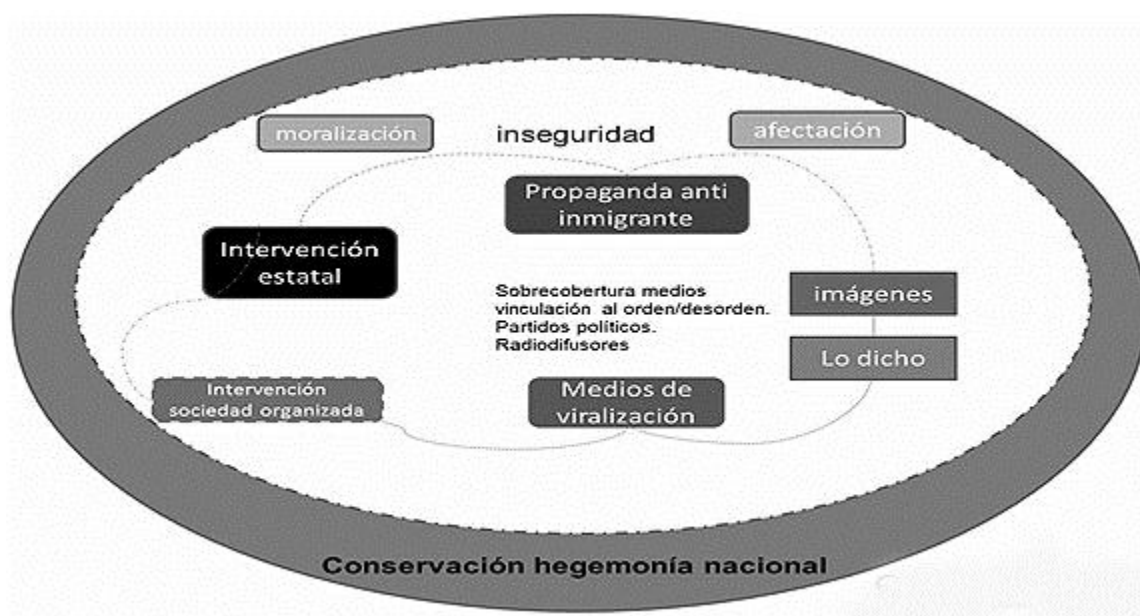 moralización
inseguridad
afectación
Propaganda anti
inmigrante
Intervención
estatal
Sobrecobertura medios
vinculación al orden/desorden.
Partidos políticos.
Radiodifusores
imágenes
Lo dicho
Intervención
sociedad organizada
Medios de
viralización
Conservación hegemonía nacional